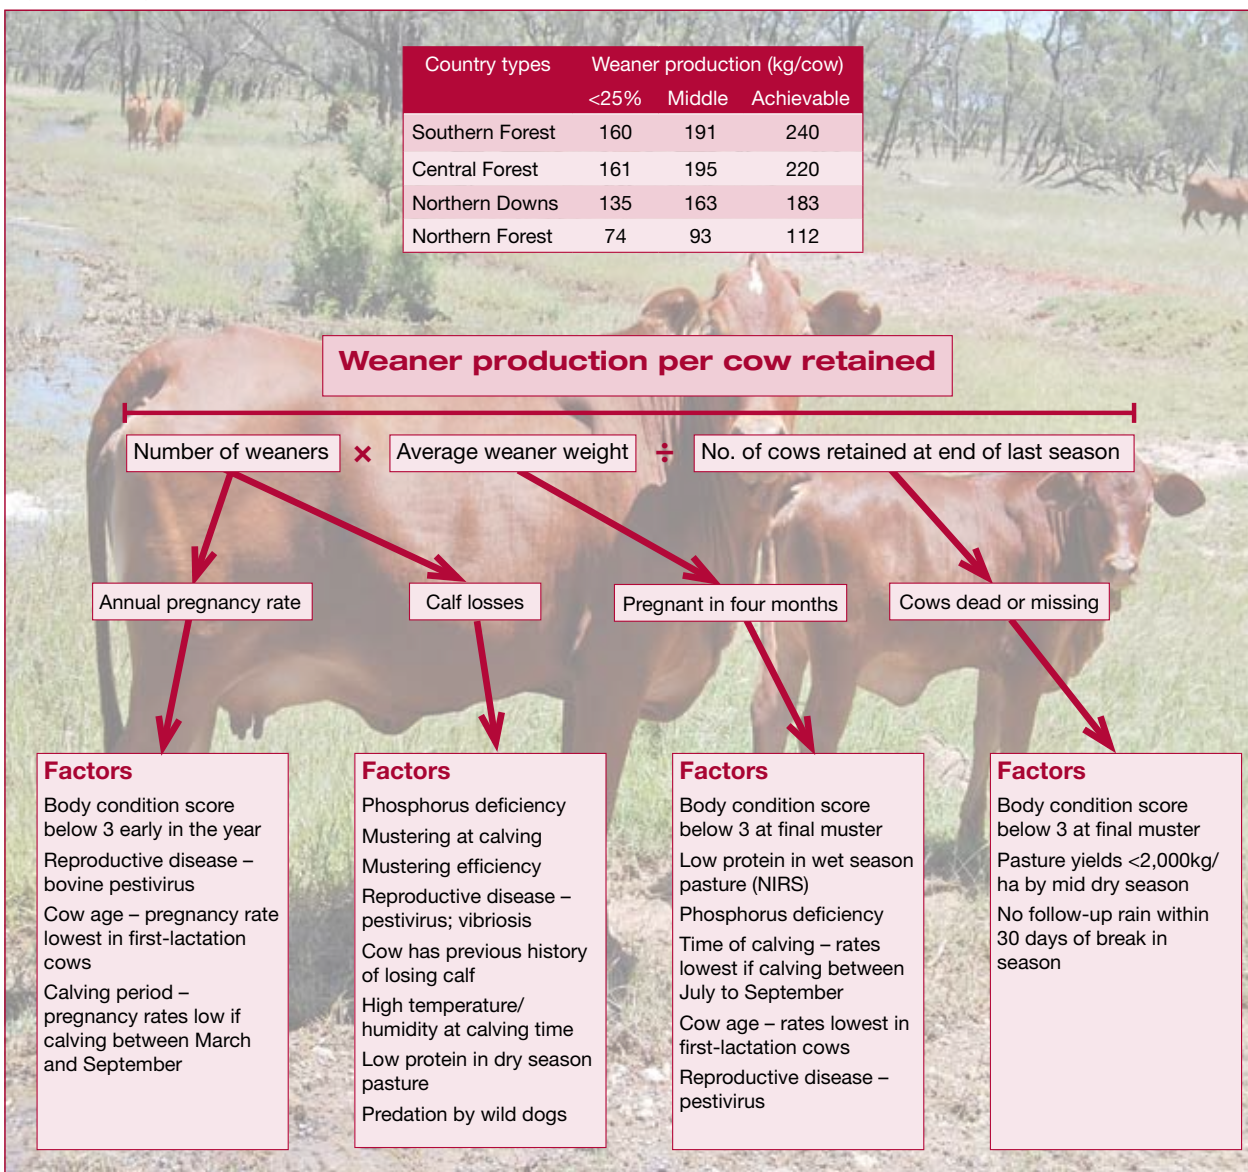 Country types Weaner production (kg/cow)
<25% Middle Achievable
Southern Forest 160 191 240
Central Forest 161 195 220
Northern Downs 135 163 183
Northern Forest 74 93 112
Weaner production per cow retained
Number of weaners × Average weaner weight ÷ No. of cows retained at end of last season
Annual pregnancy rate
Calf losses
Pregnant in four months
Cows dead or missing
Factors
Body condition score
below 3 early in the year
Reproductive disease –
bovine pestivirus
Cow age – pregnancy rate
lowest in first-lactation
cows
Calving period –
pregnancy rates low if
calving between March
and September
Factors
Phosphorus deficiency
Mustering at calving
Mustering efficiency
Reproductive disease –
pestivirus; vibriosis
Cow has previous history
of losing calf
High temperature/
humidity at calving time
Low protein in dry season
pasture
Predation by wild dogs
Factors
Body condition score
below 3 at final muster
Low protein in wet season
pasture (NIRS)
Phosphorus deficiency
Time of calving – rates
lowest if calving between
July to September
Cow age – rates lowest in
first-lactation cows
Reproductive disease –
pestivirus
Factors
Body condition score
below 3 at final muster
Pasture yields <2,000kg/
ha by mid dry season
No follow-up rain within
30 days of break in
season